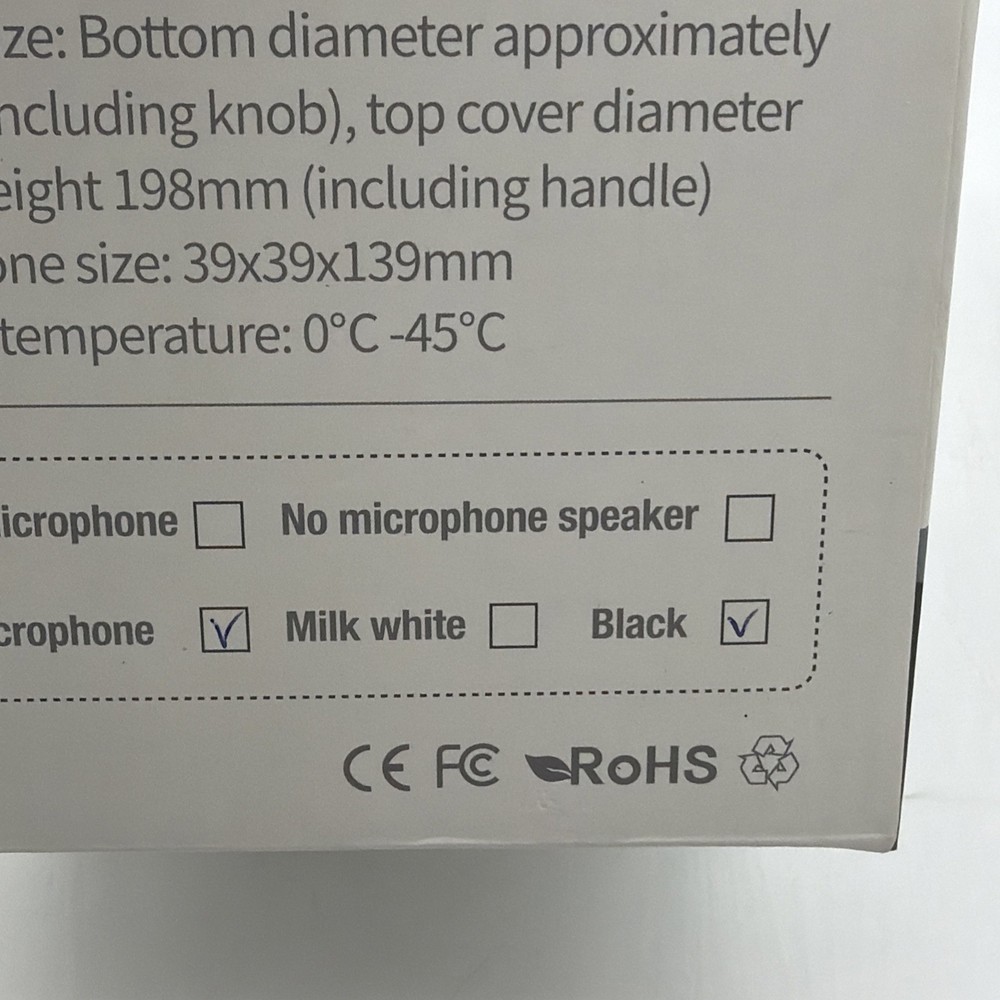 ze: Bottom diameter approximately
ncluding knob), top cover diameter
eight 198mm (including handle)
one size: 39x39x139mm
temperature: 0°C -45°C
icrophone No microphone speaker
crophone Milk white Black
CE FC RoHS